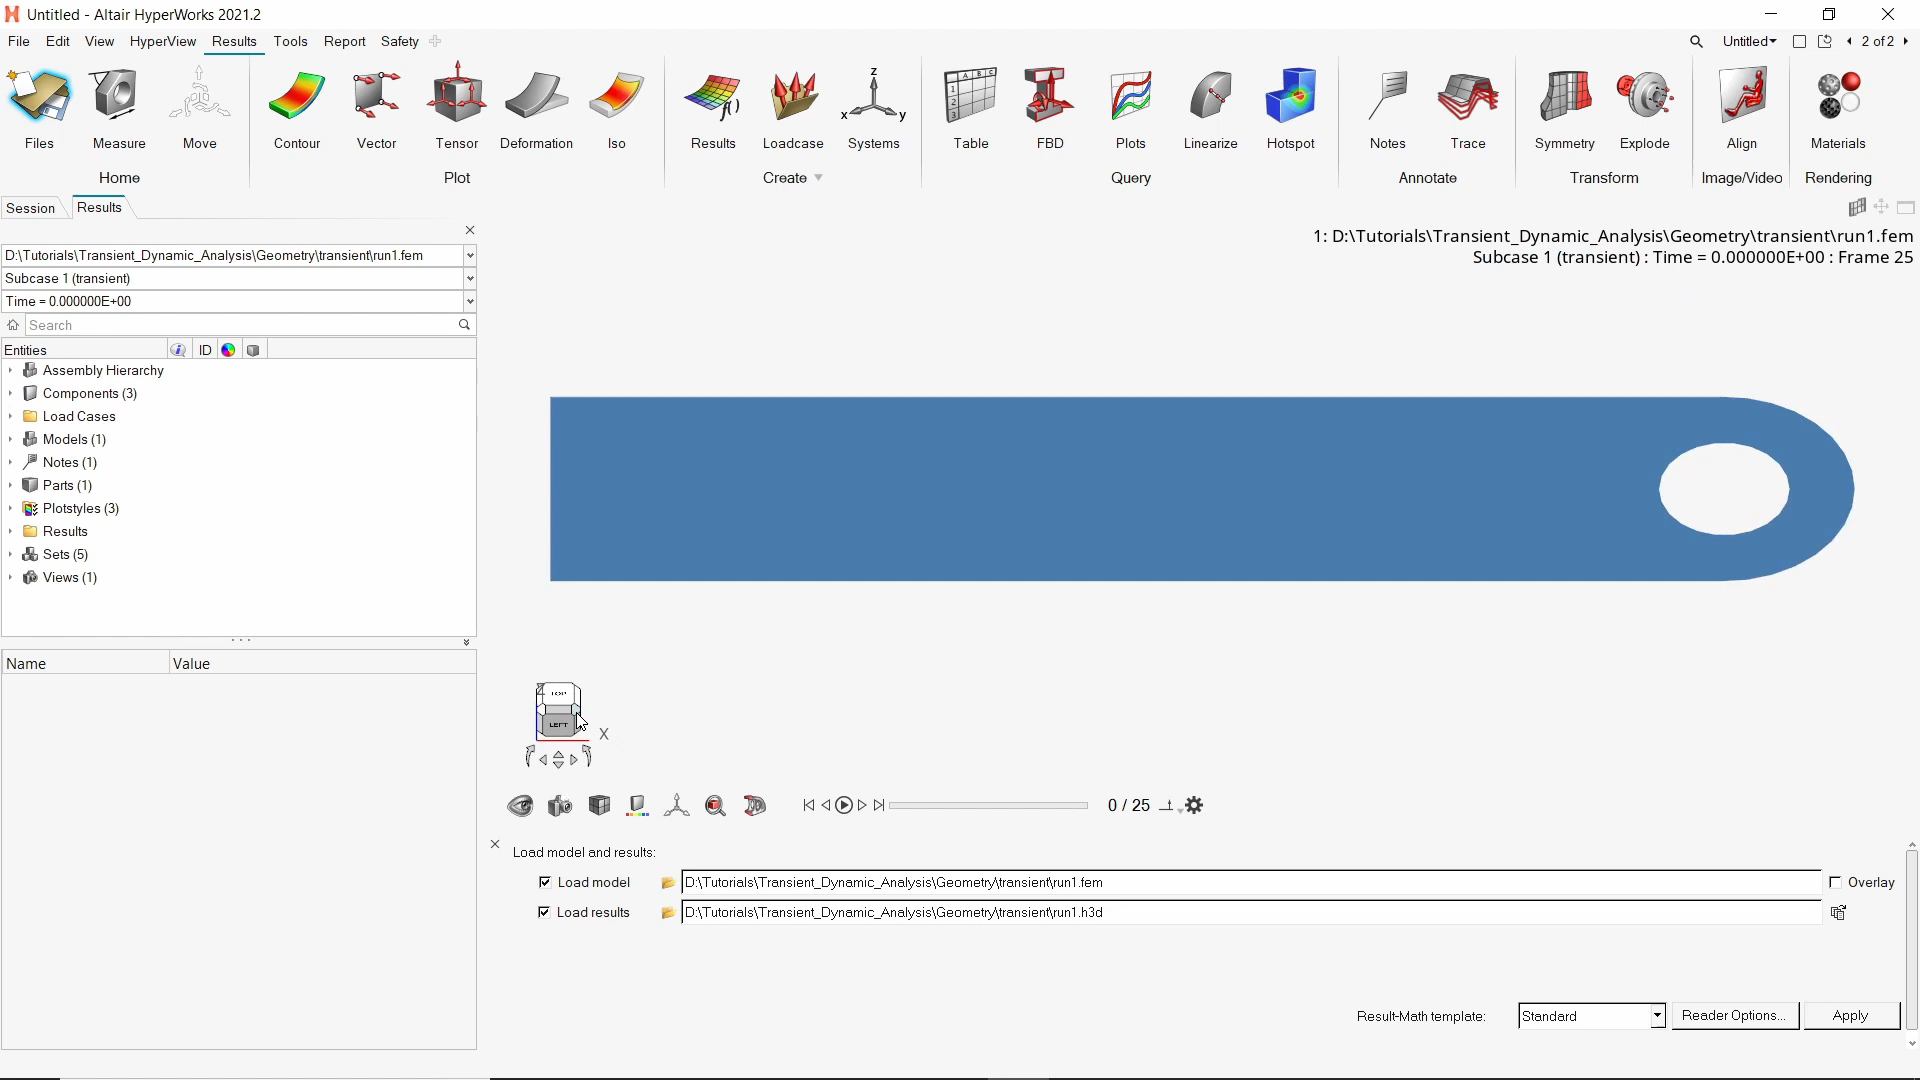 Untitled - Altair HyperWorks 2021.2
File Edit View HyperView Results Tools Report Safety
Untitled 2 of 2
Files Measure Move Contour Vector Tensor Deformation Iso Results Loadcase Systems Table FBD Plots Linearize Hotspot Notes Trace Symmetry Explode Align Materials
Home Plot Create Query Annotate Transform Image/Video Rendering
Session Results
1: D:\Tutorials\Transient_Dynamic_Analysis\Geometry\transient\run1.fem
Subcase 1 (transient) : Time = 0.000000E+00 : Frame 25
D:\Tutorials\Transient_Dynamic_Analysis\Geometry\transient\run1.fem
Subcase 1 (transient)
Time = 0.000000E+00
Search
Entities ID
Assembly Hierarchy
Components (3)
Load Cases
Models (1)
Notes (1)
Parts (1)
Plotstyles (3)
Results
Sets (5)
Views (1)
Name Value
Z
TOP
LEFT
X
0 / 25
Load model and results:
Load model D:\Tutorials\Transient_Dynamic_Analysis\Geometry\transient\run1.fem Overlay
Load results D:\Tutorials\Transient_Dynamic_Analysis\Geometry\transient\run1.h3d
Result-Math template: Standard Reader Options... Apply